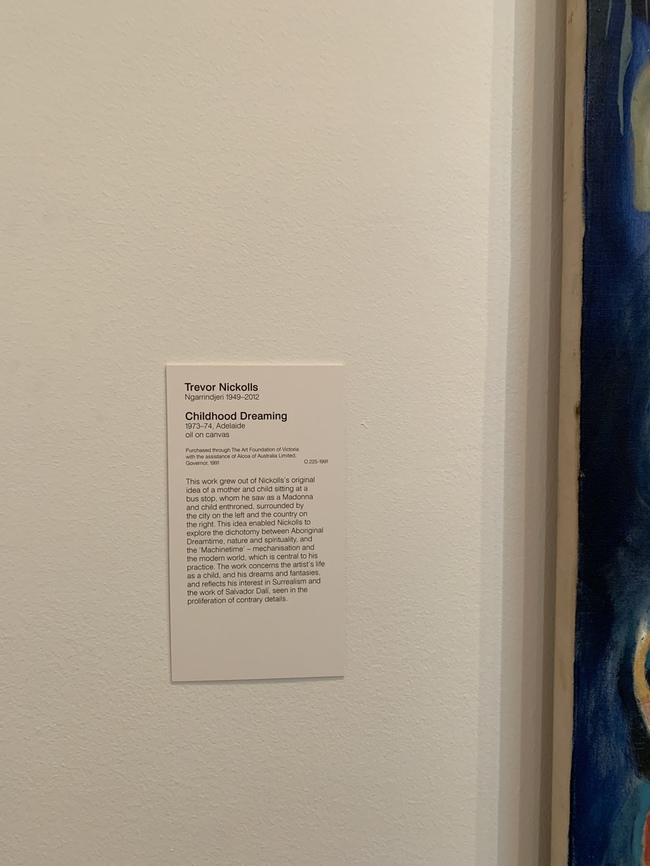 Trevor Nickolls
Ngarrindjeri 1949–2012
Childhood Dreaming
1973–74, Adelaide
oil on canvas
Purchased through The Art Foundation of Victoria
with the assistance of Alcoa of Australia Limited,
Governor, 1991 O.225-1991
This work grew out of Nickolls's original
idea of a mother and child sitting at a
bus stop, whom he saw as a Madonna
and child enthroned, surrounded by
the city on the left and the country on
the right. This idea enabled Nickolls to
explore the dichotomy between Aboriginal
Dreamtime, nature and spirituality, and
the 'Machinetime' – mechanisation and
the modern world, which is central to his
practice. The work concerns the artist's life
as a child, and his dreams and fantasies,
and reflects his interest in Surrealism and
the work of Salvador Dalí, seen in the
proliferation of contrary details.